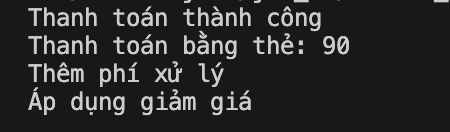 Thanh toán thành công
Thanh toán bằng thẻ: 90
Thêm phí xử lý
Áp dụng giảm giá